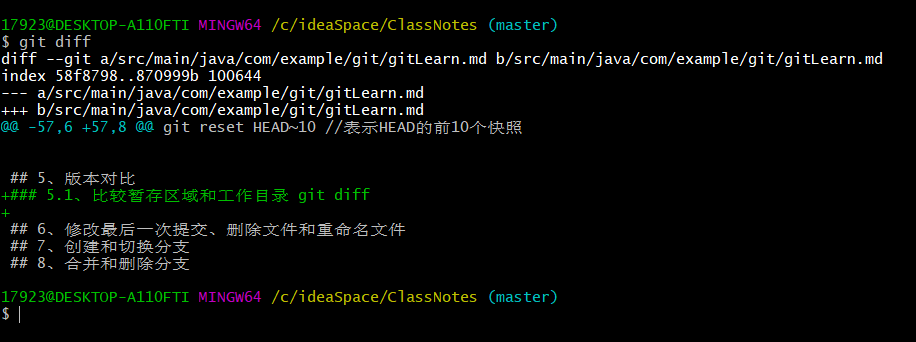 17923@DESKTOP-A110FTI MINGW64 /c/ideaSpace/ClassNotes (master)
$ git diff
diff --git a/src/main/java/com/example/git/gitLearn.md b/src/main/java/com/example/git/gitLearn.md
index 58f8798..870999b 100644
--- a/src/main/java/com/example/git/gitLearn.md
+++ b/src/main/java/com/example/git/gitLearn.md
@@ -57,6 +57,8 @@ git reset HEAD~10 //表示HEAD的前10个快照
 ## 5、版本对比
+### 5.1、比较暂存区域和工作目录 git diff
+
 ## 6、修改最后一次提交、删除文件和重命名文件
 ## 7、创建和切换分支
 ## 8、合并和删除分支
17923@DESKTOP-A110FTI MINGW64 /c/ideaSpace/ClassNotes (master)
$